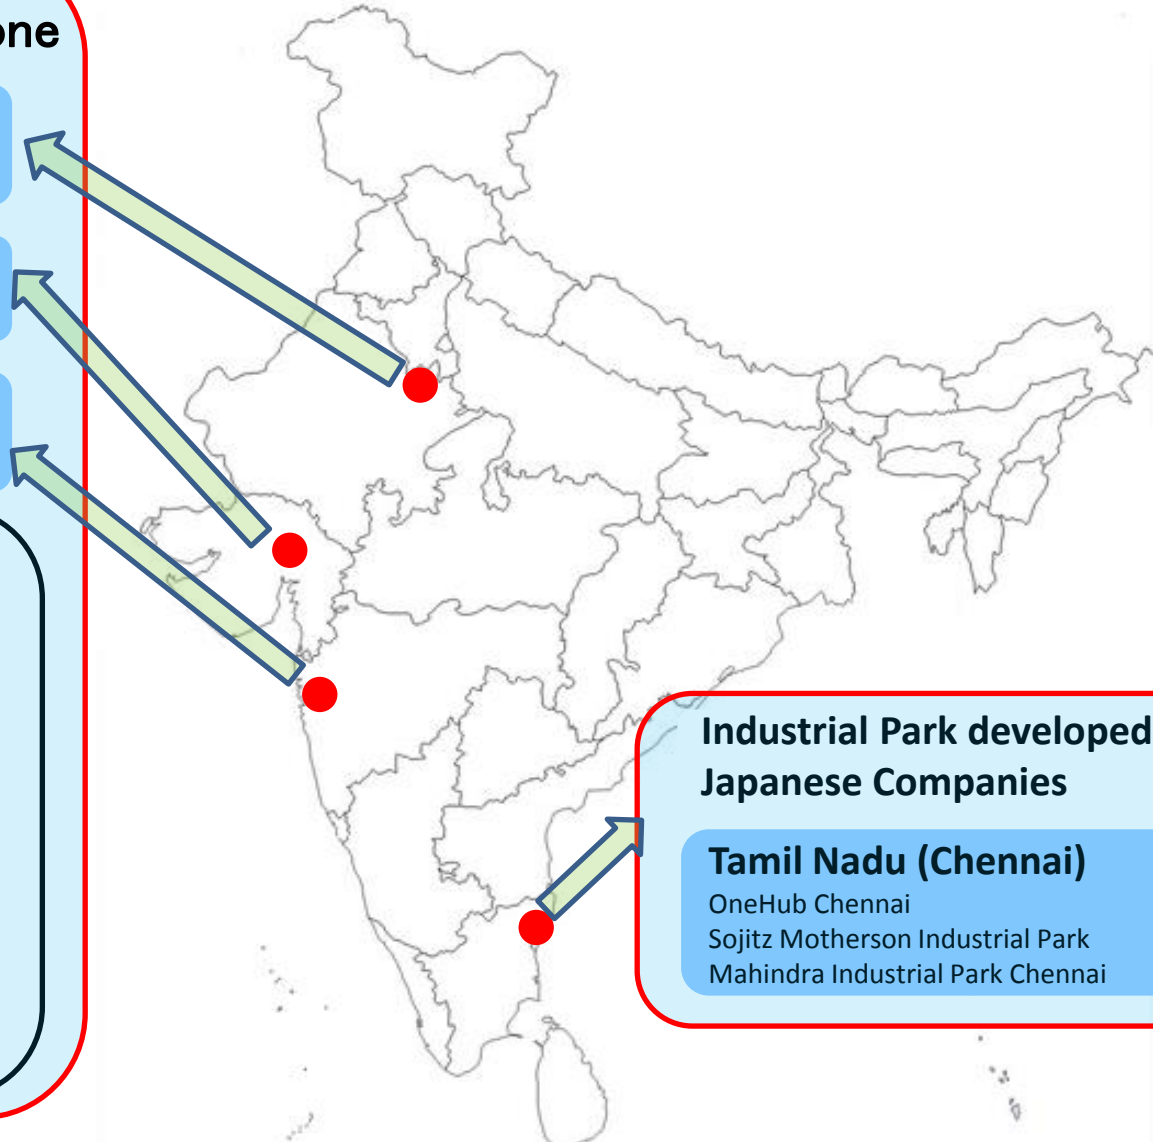 one
Industrial Park developed
Japanese Companies
Tamil Nadu (Chennai)
OneHub Chennai
Sojitz Motherson Industrial Park
Mahindra Industrial Park Chennai